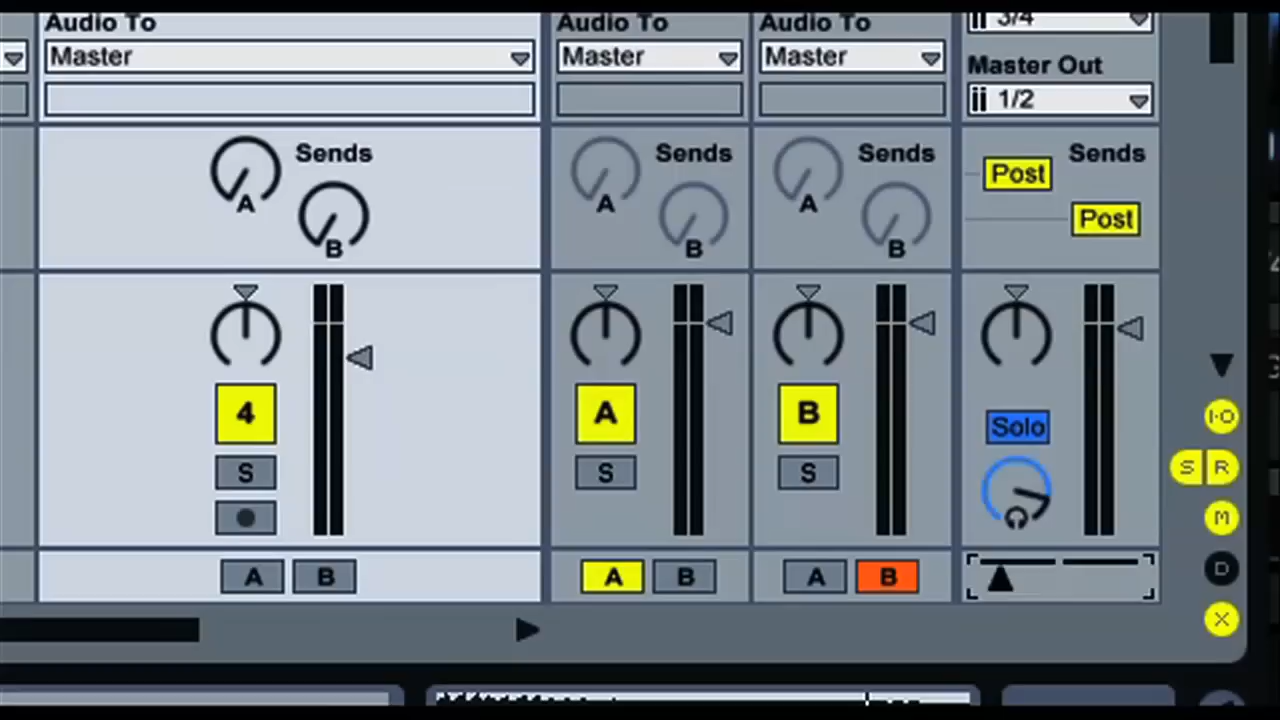 Audio To Audio To Audio To 3/4
Master Master Master Master Out
1/2
Sends Sends Sends Sends
Post
A A A
Post
B B B
4 A B
Solo
I-O
S S S
S R
M
A B A B A B
D
X